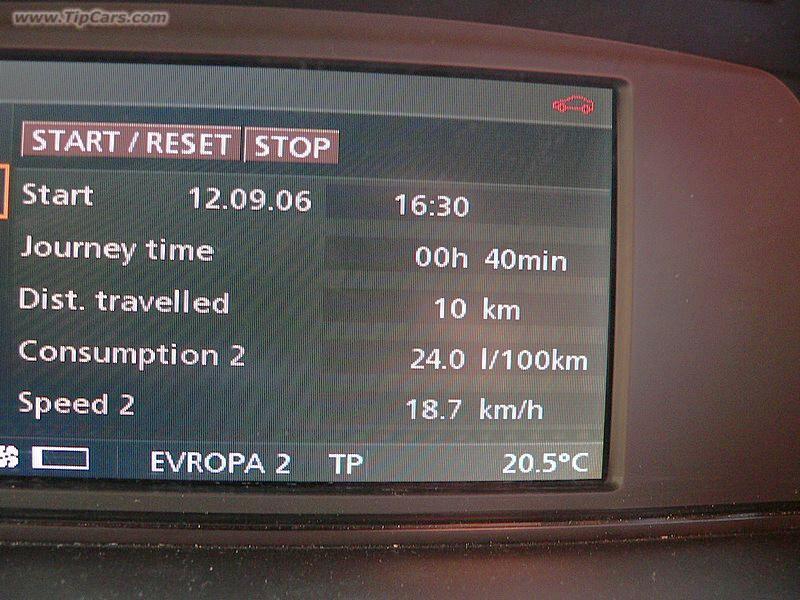 www.TipCars.com
START / RESET STOP
Start 12.09.06 16:30
Journey time 00h 40min
Dist. travelled 10 km
Consumption 2 24.0 l/100km
Speed 2 18.7 km/h
EVROPA 2 TP 20.5°C